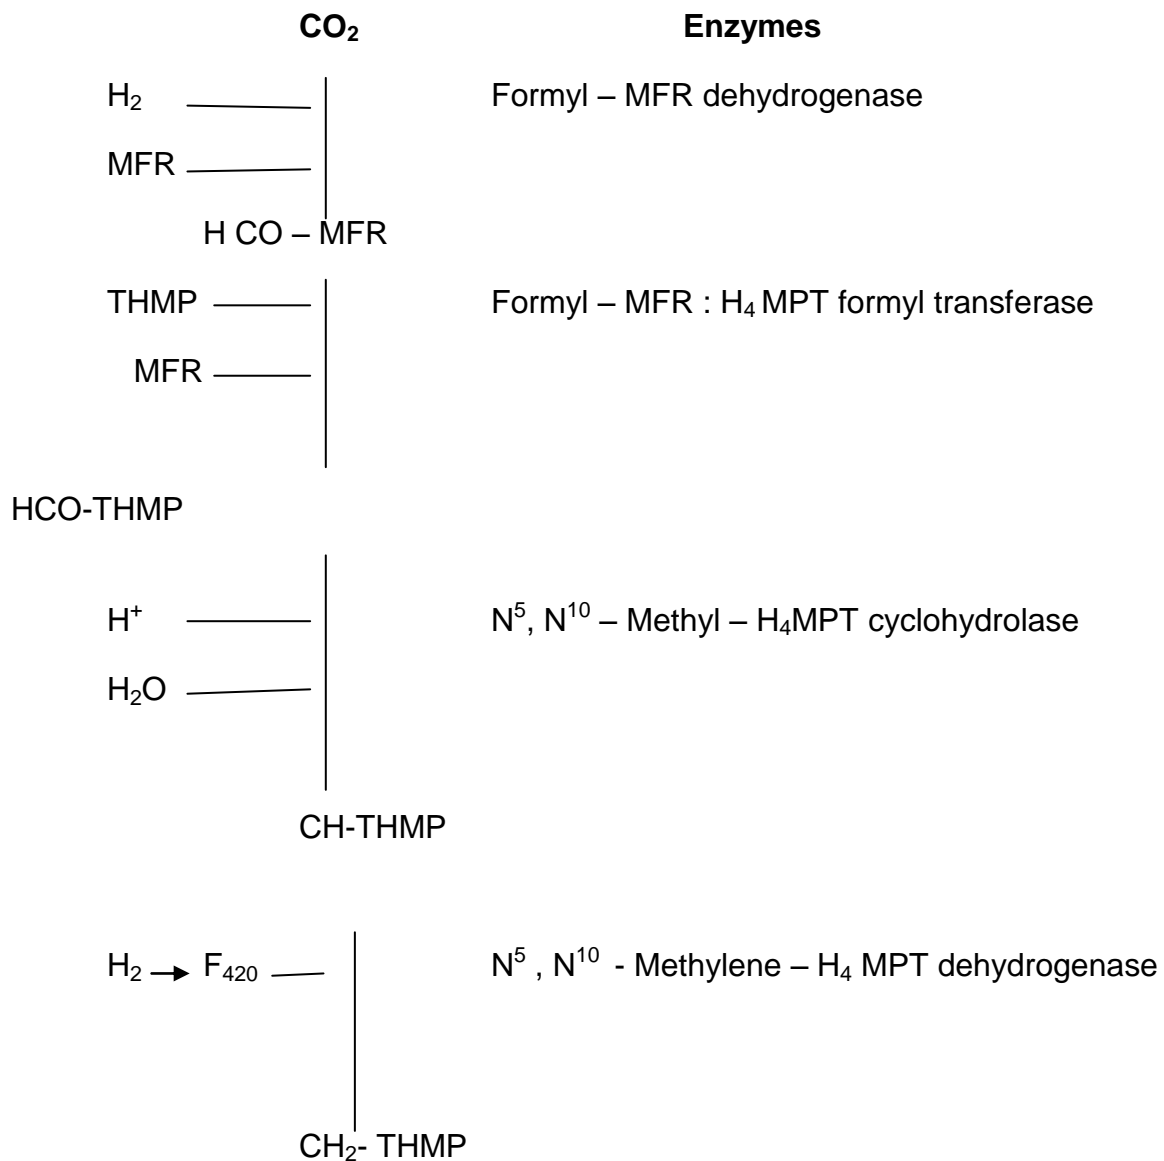 CO₂ Enzymes
H₂ Formyl – MFR dehydrogenase
MFR
H CO – MFR
THMP Formyl – MFR : H₄ MPT formyl transferase
MFR
HCO-THMP
H⁺ N⁵, N¹⁰ – Methyl – H₄MPT cyclohydrolase
H₂O
CH-THMP
H₂ → F₄₂₀ N⁵ , N¹⁰ - Methylene – H₄ MPT dehydrogenase
CH₂- THMP